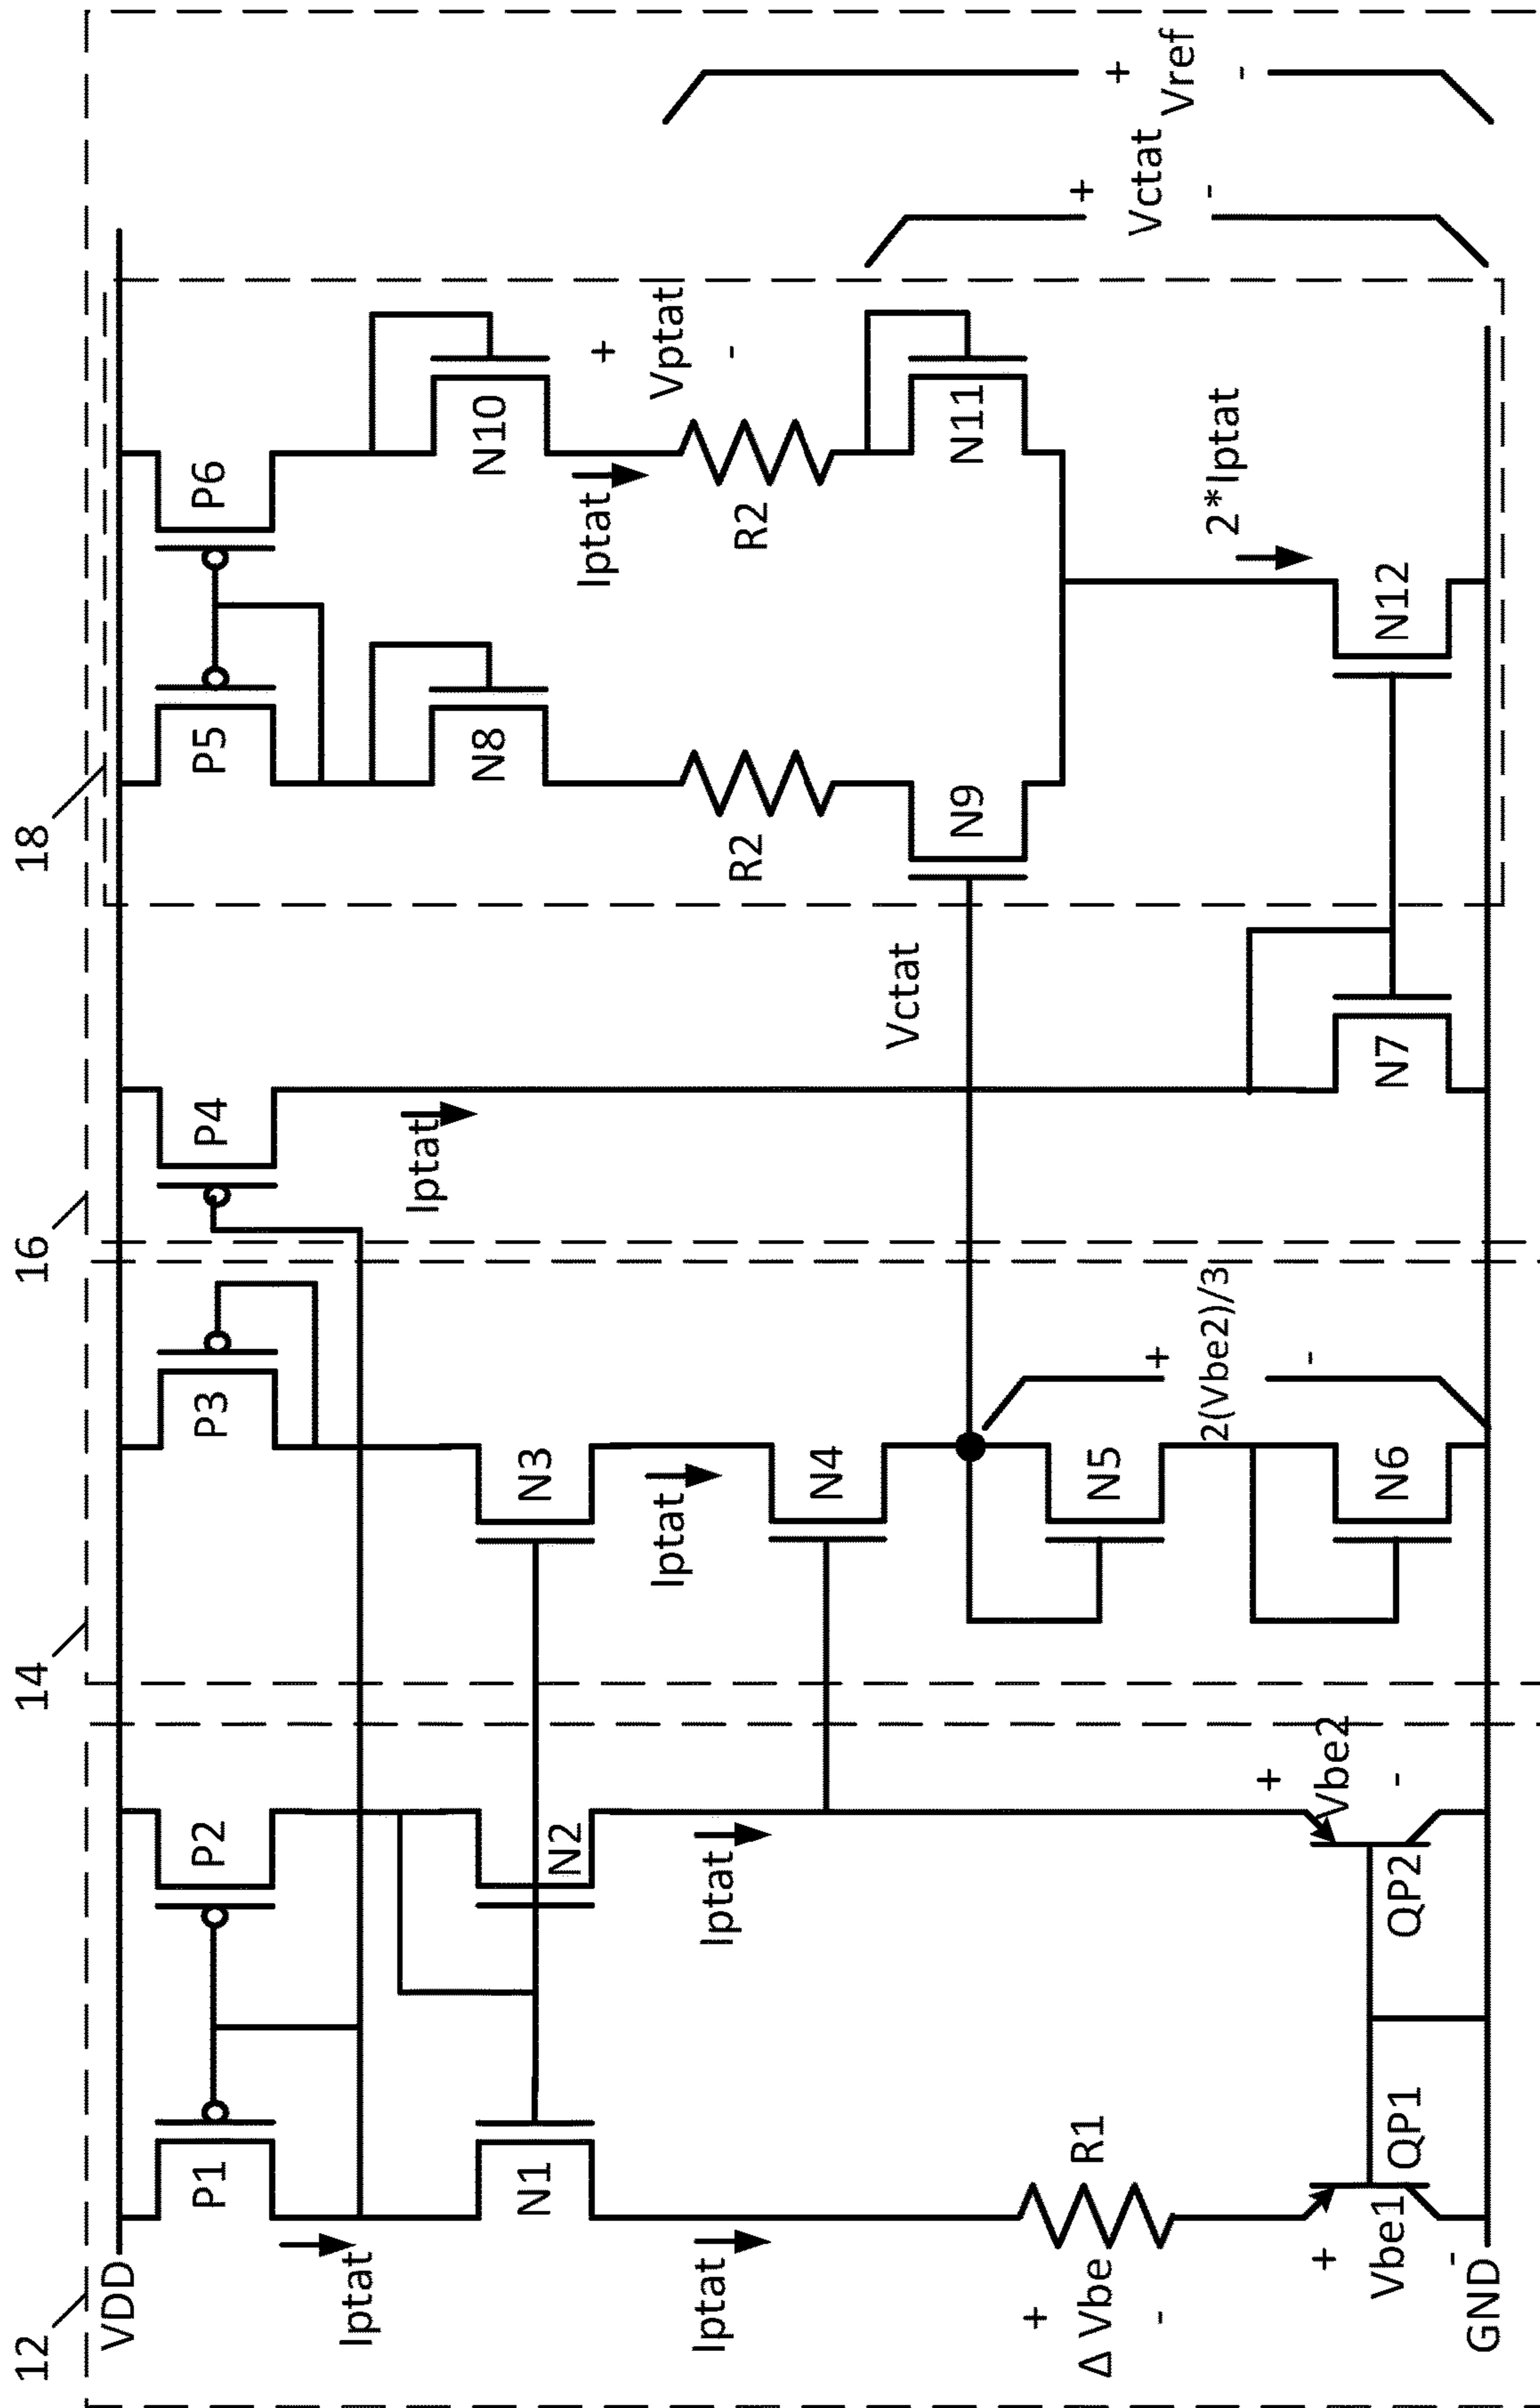 12
14
16
18
VDD
P1
P2
P3
P4
P5
P6
Iptat
Iptat
N1
N2
N3
N8
N10
Iptat
Iptat
Iptat
Iptat
+
Vptat
-
R2
R2
N4
Vctat
N9
N11
+
Δ Vbe
-
R1
N5
+
2(Vbe2)/3
-
2*Iptat
+
Vbe1
-
QP1
+
Vbe2
-
QP2
N6
N7
N12
GND
+
Vctat
-
+
Vref
-